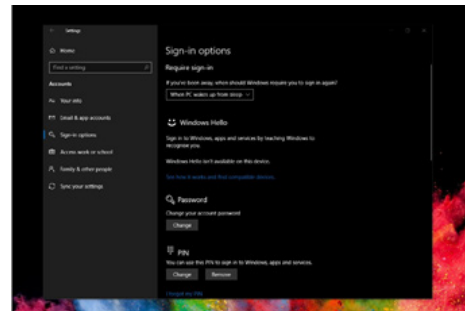 Settings
Home
Find a setting
Accounts
Your info
Email & app accounts
Sign-in options
Access work or school
Family & other people
Sync your settings
Sign-in options
Require sign-in
If you've been away, when should Windows require you to sign in again?
When PC wakes up from sleep
Windows Hello
Sign in to Windows, apps and services by teaching Windows to
recognise you.
Windows Hello isn't available on this device.
See how it works and find compatible devices.
Password
Change your account password
Change
PIN
You can use this PIN to sign in to Windows, apps and services.
Change
Remove
I forgot my PIN